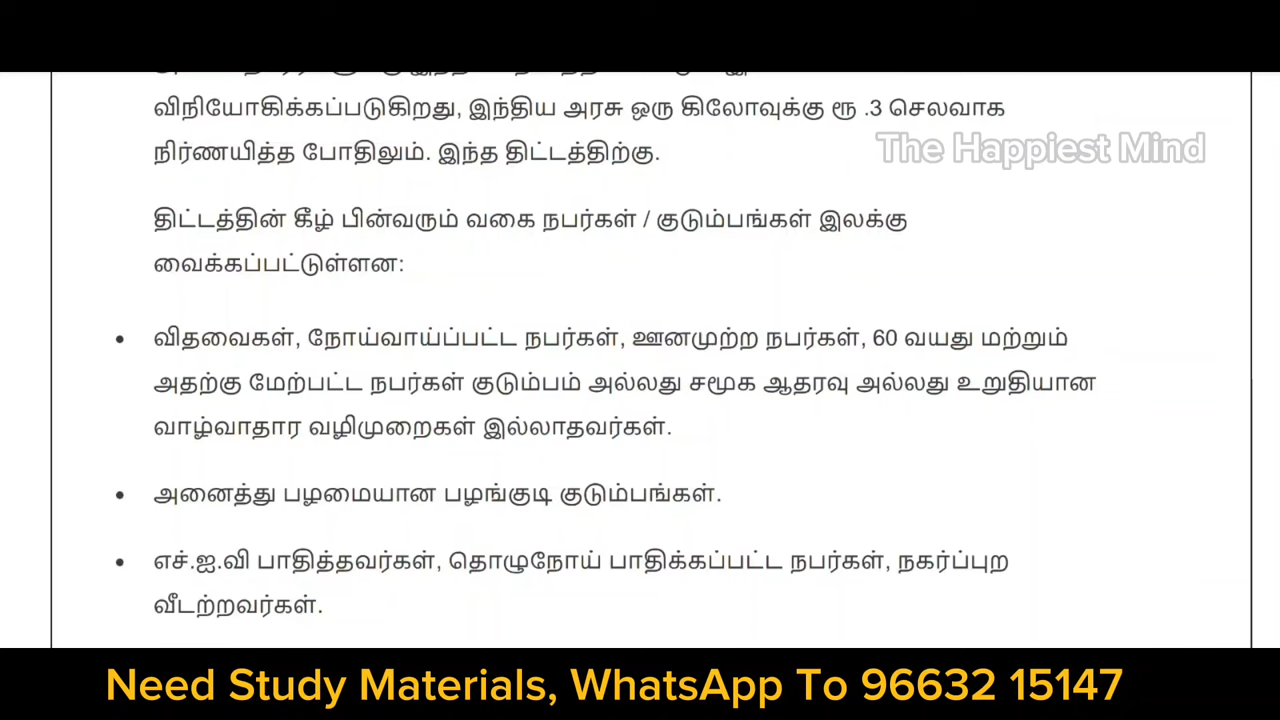 விநியோகிக்கப்படுகிறது, இந்திய அரசு ஒரு கிலோவுக்கு ரூ .3 செலவாக
நிர்ணயித்த போதிலும். இந்த திட்டத்திற்கு.
The Happiest Mind
திட்டத்தின் கீழ் பின்வரும் வகை நபர்கள் / குடும்பங்கள் இலக்கு
வைக்கப்பட்டுள்ளன:
• விதவைகள், நோய்வாய்ப்பட்ட நபர்கள், ஊனமுற்ற நபர்கள், 60 வயது மற்றும்
அதற்கு மேற்பட்ட நபர்கள் குடும்பம் அல்லது சமூக ஆதரவு அல்லது உறுதியான
வாழ்வாதார வழிமுறைகள் இல்லாதவர்கள்.
• அனைத்து பழமையான பழங்குடி குடும்பங்கள்.
• எச்.ஐ.வி பாதித்தவர்கள், தொழுநோய் பாதிக்கப்பட்ட நபர்கள், நகர்ப்புற
வீடற்றவர்கள்.
Need Study Materials, WhatsApp To 96632 15147